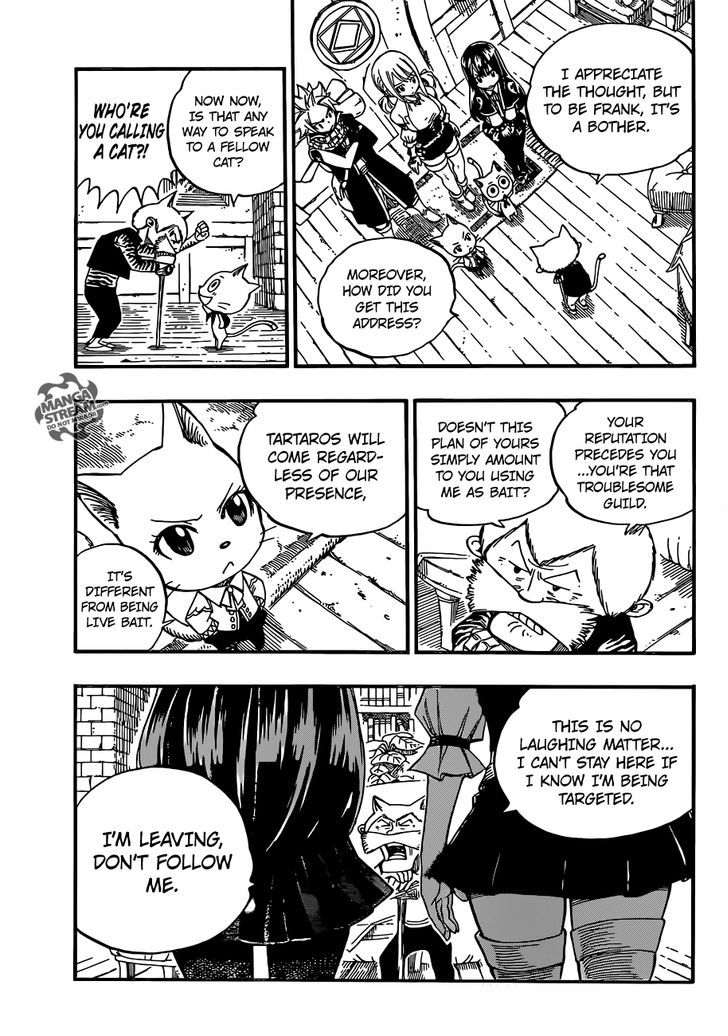 I APPRECIATE
THE THOUGHT, BUT
TO BE FRANK, IT'S
A BOTHER.
MOREOVER,
HOW DID YOU
GET THIS
ADDRESS?
NOW NOW,
IS THAT ANY
WAY TO SPEAK
TO A FELLOW
CAT?
WHO'RE
YOU CALLING
A CAT?!
YOUR
REPUTATION
PRECEDES YOU
...YOU'RE THAT
TROUBLESOME
GUILD.
DOESN'T THIS
PLAN OF YOURS
SIMPLY AMOUNT
TO YOU USING
ME AS BAIT?
TARTAROS WILL
COME REGARD-
LESS OF OUR
PRESENCE,
IT'S
DIFFERENT
FROM BEING
LIVE BAIT.
THIS IS NO
LAUGHING MATTER...
I CAN'T STAY HERE IF
I KNOW I'M BEING
TARGETED.
I'M LEAVING,
DON'T FOLLOW
ME.
MANGA
STREAM
.COM
DO NOT MIRROR